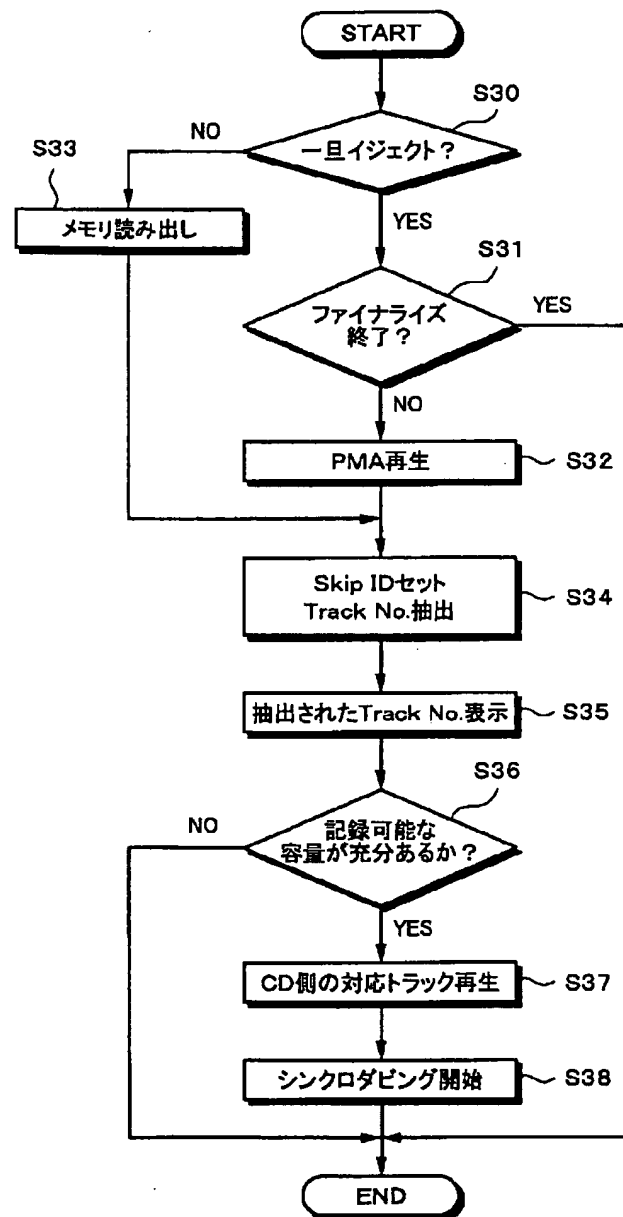 START
S30
NO
一旦イジェクト？
S33
メモリ読み出し
YES
S31
ファイナライズ
終了？
YES
NO
PMA再生
S32
Skip IDセット
Track No.抽出
S34
抽出されたTrack No.表示
S35
S36
NO
記録可能な
容量が充分あるか？
YES
CD側の対応トラック再生
S37
シンクロダビング開始
S38
END